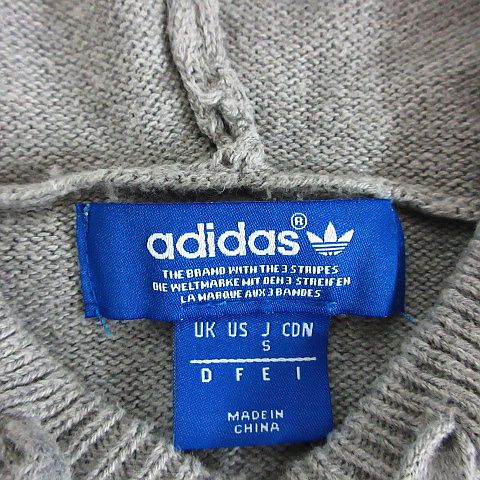 adidas®
THE BRAND WITH THE 3 STRIPES
DIE WELTMARKE MIT DEN 3 STREIFEN
LA MARQUE AUX 3 BANDES
UK US J CDN
S
D F E I
MADE IN
CHINA